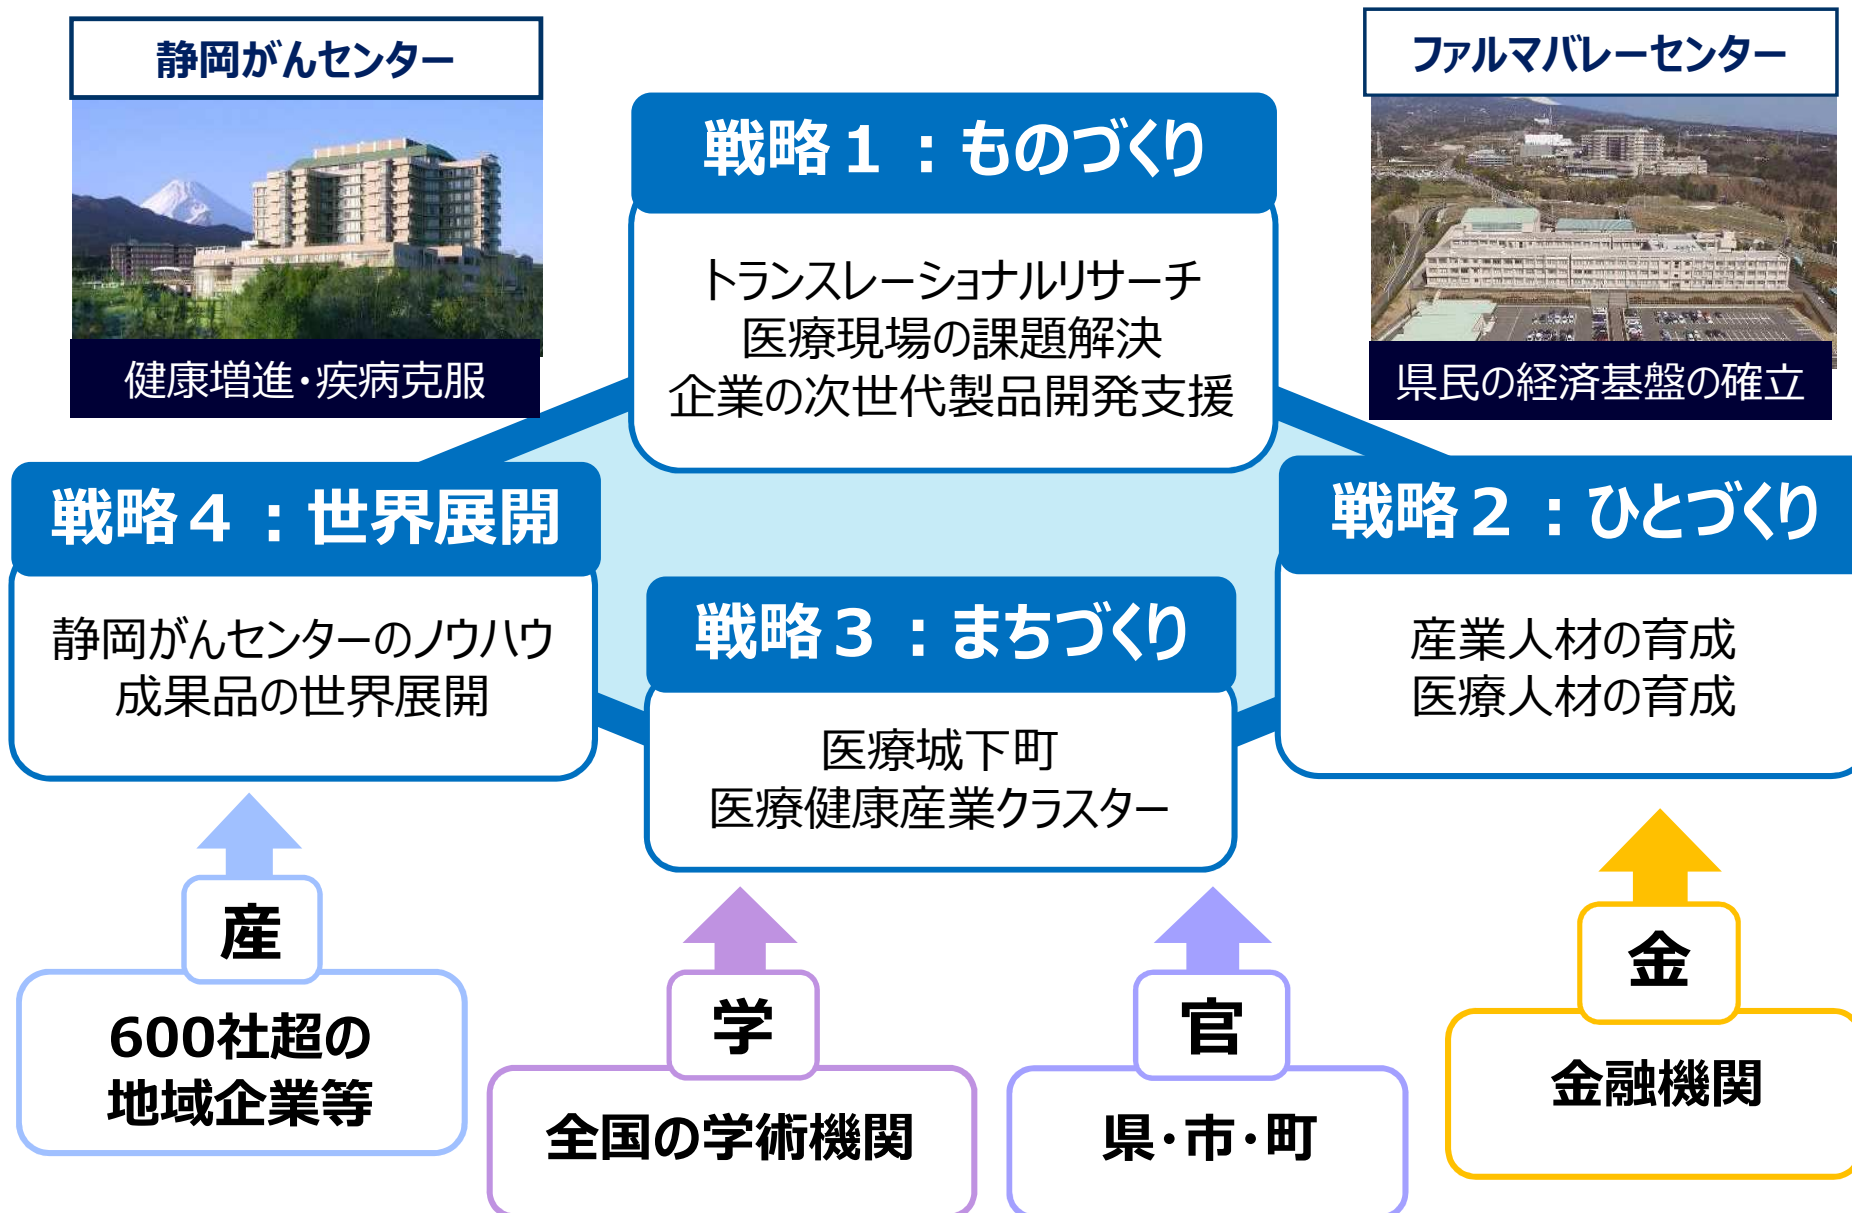 静岡がんセンター
健康増進・疾病克服
ファルマバレーセンター
県民の経済基盤の確立
戦略１：ものづくり
トランスレーショナルリサーチ
医療現場の課題解決
企業の次世代製品開発支援
戦略４：世界展開
静岡がんセンターのノウハウ
成果品の世界展開
戦略２：ひとづくり
産業人材の育成
医療人材の育成
戦略３：まちづくり
医療城下町
医療健康産業クラスター
産
600社超の
地域企業等
学
全国の学術機関
官
県・市・町
金
金融機関